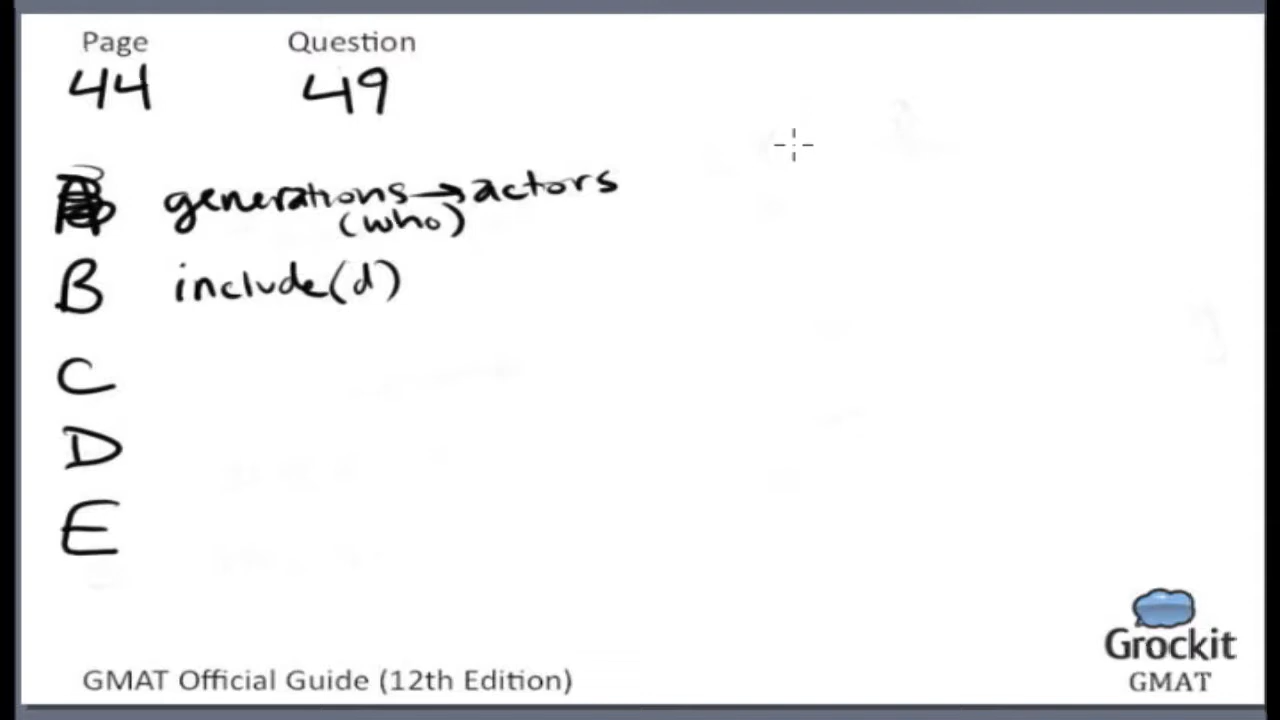 Page Question
44 49
A generations → actors
(who)
B include(d)
C
D
E
Grockit
GMAT
GMAT Official Guide (12th Edition)